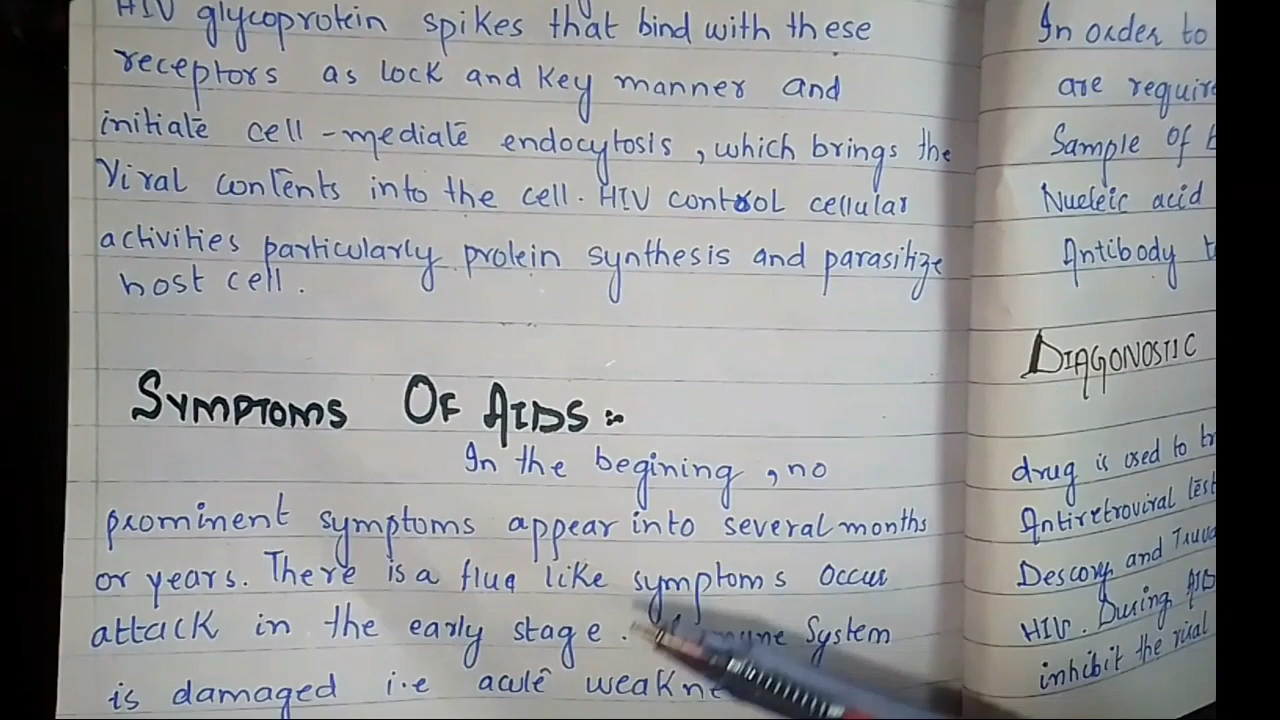 HIV glycoprotein spikes that bind with these
receptors as lock and key manner and
initiate cell-mediate endocytosis, which brings the
Viral contents into the cell. HIV control cellular
activities particularly protein synthesis and parasitize
host cell.
SYMPTOMS OF AIDS:-
In the begining, no
prominent symptoms appear into several months
or years. There is a flue like symptoms occur
attack in the early stage. System
is damaged i.e acute
In order to
are
Sample of
Nucleic acid
Antibody
DIAGONOSTIC
drug is used to
Antiretroviral
Descovy and
HIV. During
inhibit the